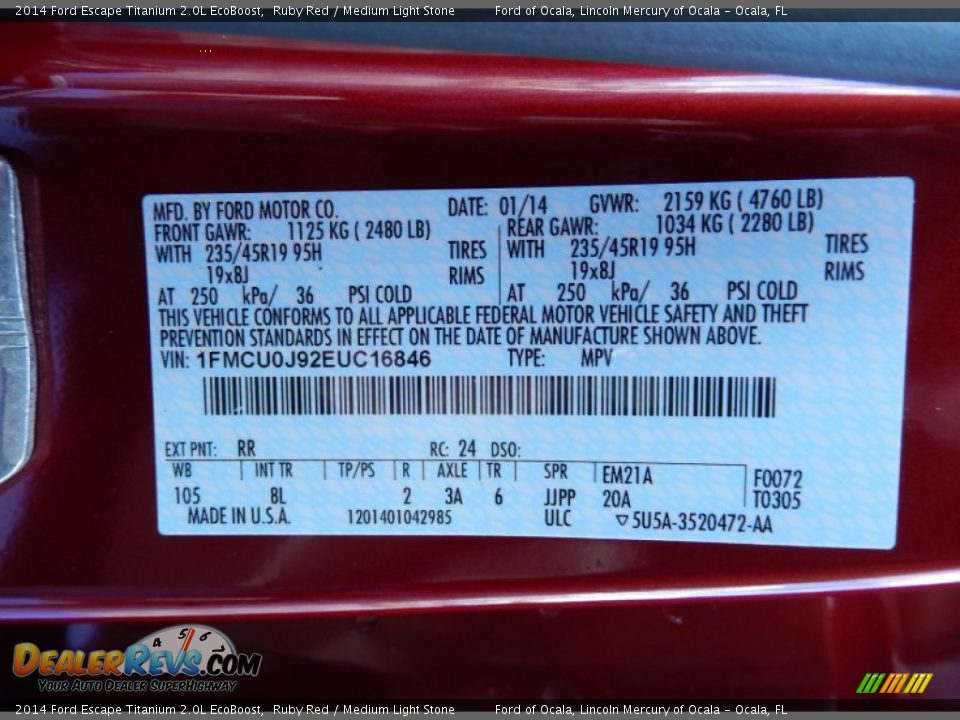 2014 Ford Escape Titanium 2.0L EcoBoost, Ruby Red / Medium Light Stone Ford of Ocala, Lincoln Mercury of Ocala - Ocala, FL
MFD. BY FORD MOTOR CO. DATE: 01/14 GVWR: 2159 KG ( 4760 LB)
FRONT GAWR: 1125 KG ( 2480 LB) REAR GAWR: 1034 KG ( 2280 LB)
WITH 235/45R19 95H TIRES WITH 235/45R19 95H TIRES
19x8J RIMS 19x8J RIMS
AT 250 kPa/ 36 PSI COLD AT 250 kPa/ 36 PSI COLD
THIS VEHICLE CONFORMS TO ALL APPLICABLE FEDERAL MOTOR VEHICLE SAFETY AND THEFT
PREVENTION STANDARDS IN EFFECT ON THE DATE OF MANUFACTURE SHOWN ABOVE.
VIN: 1FMCU0J92EUC16846 TYPE: MPV
EXT PNT: RR RC: 24 DSO:
WB INT TR TP/PS R AXLE TR SPR EM21A F0072
105 8L 2 3A 6 JJPP 20A T0305
MADE IN U.S.A. 1201401042985 ULC ▽5U5A-3520472-AA
4 5 6
DEALERREVS.COM
Your Auto Dealer SuperHighway
2014 Ford Escape Titanium 2.0L EcoBoost, Ruby Red / Medium Light Stone Ford of Ocala, Lincoln Mercury of Ocala - Ocala, FL